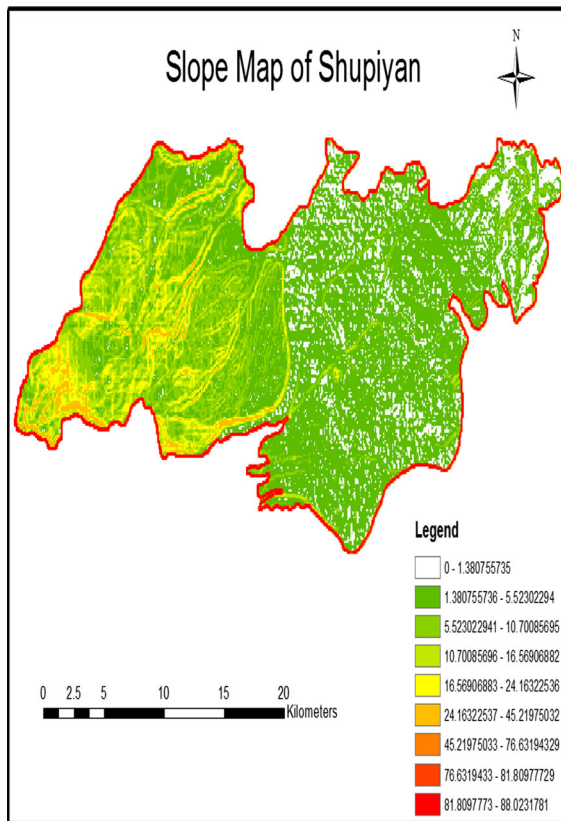 N
Slope Map of Shupiyan
Legend
0 - 1.380755735
1.380755736 - 5.52302294
5.523022941 - 10.70085695
10.70085696 - 16.56906882
16.56906883 - 24.16322536
24.16322537 - 45.21975032
45.21975033 - 76.63194329
76.6319433 - 81.80977729
81.8097773 - 88.0231781
0 2.5 5 10 15 20
Kilometers